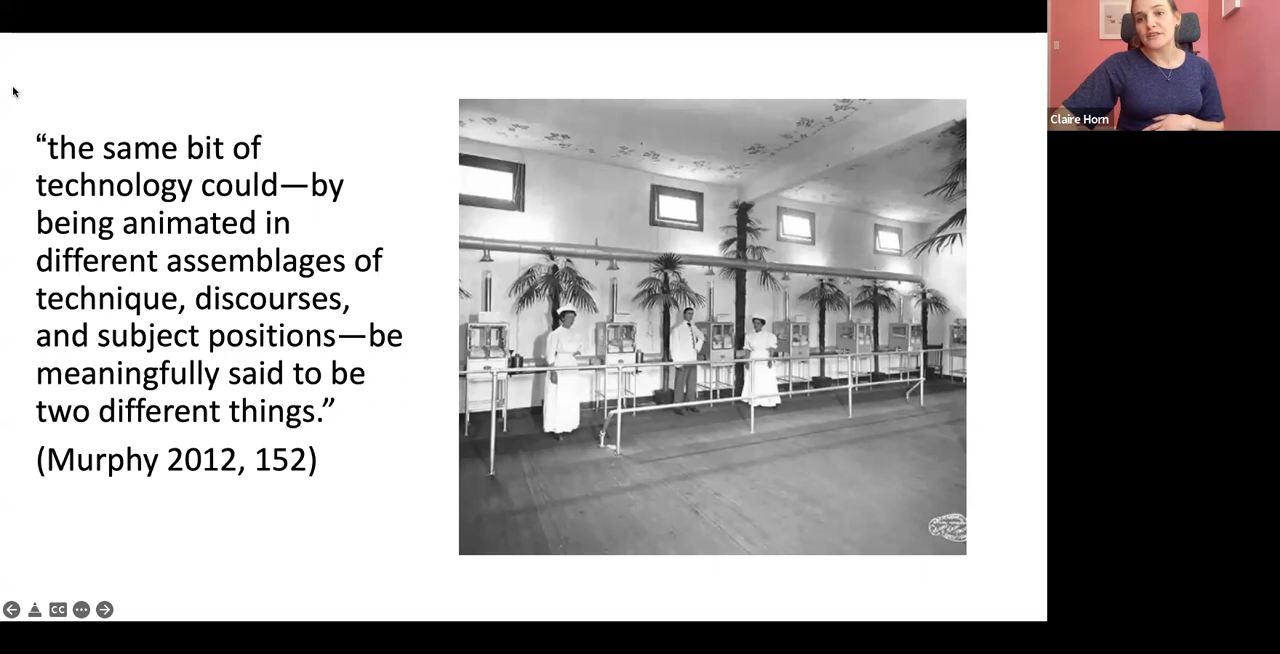 “the same bit of
technology could—by
being animated in
different assemblages of
technique, discourses,
and subject positions—be
meaningfully said to be
two different things.”
(Murphy 2012, 152)
Claire Horn
CC